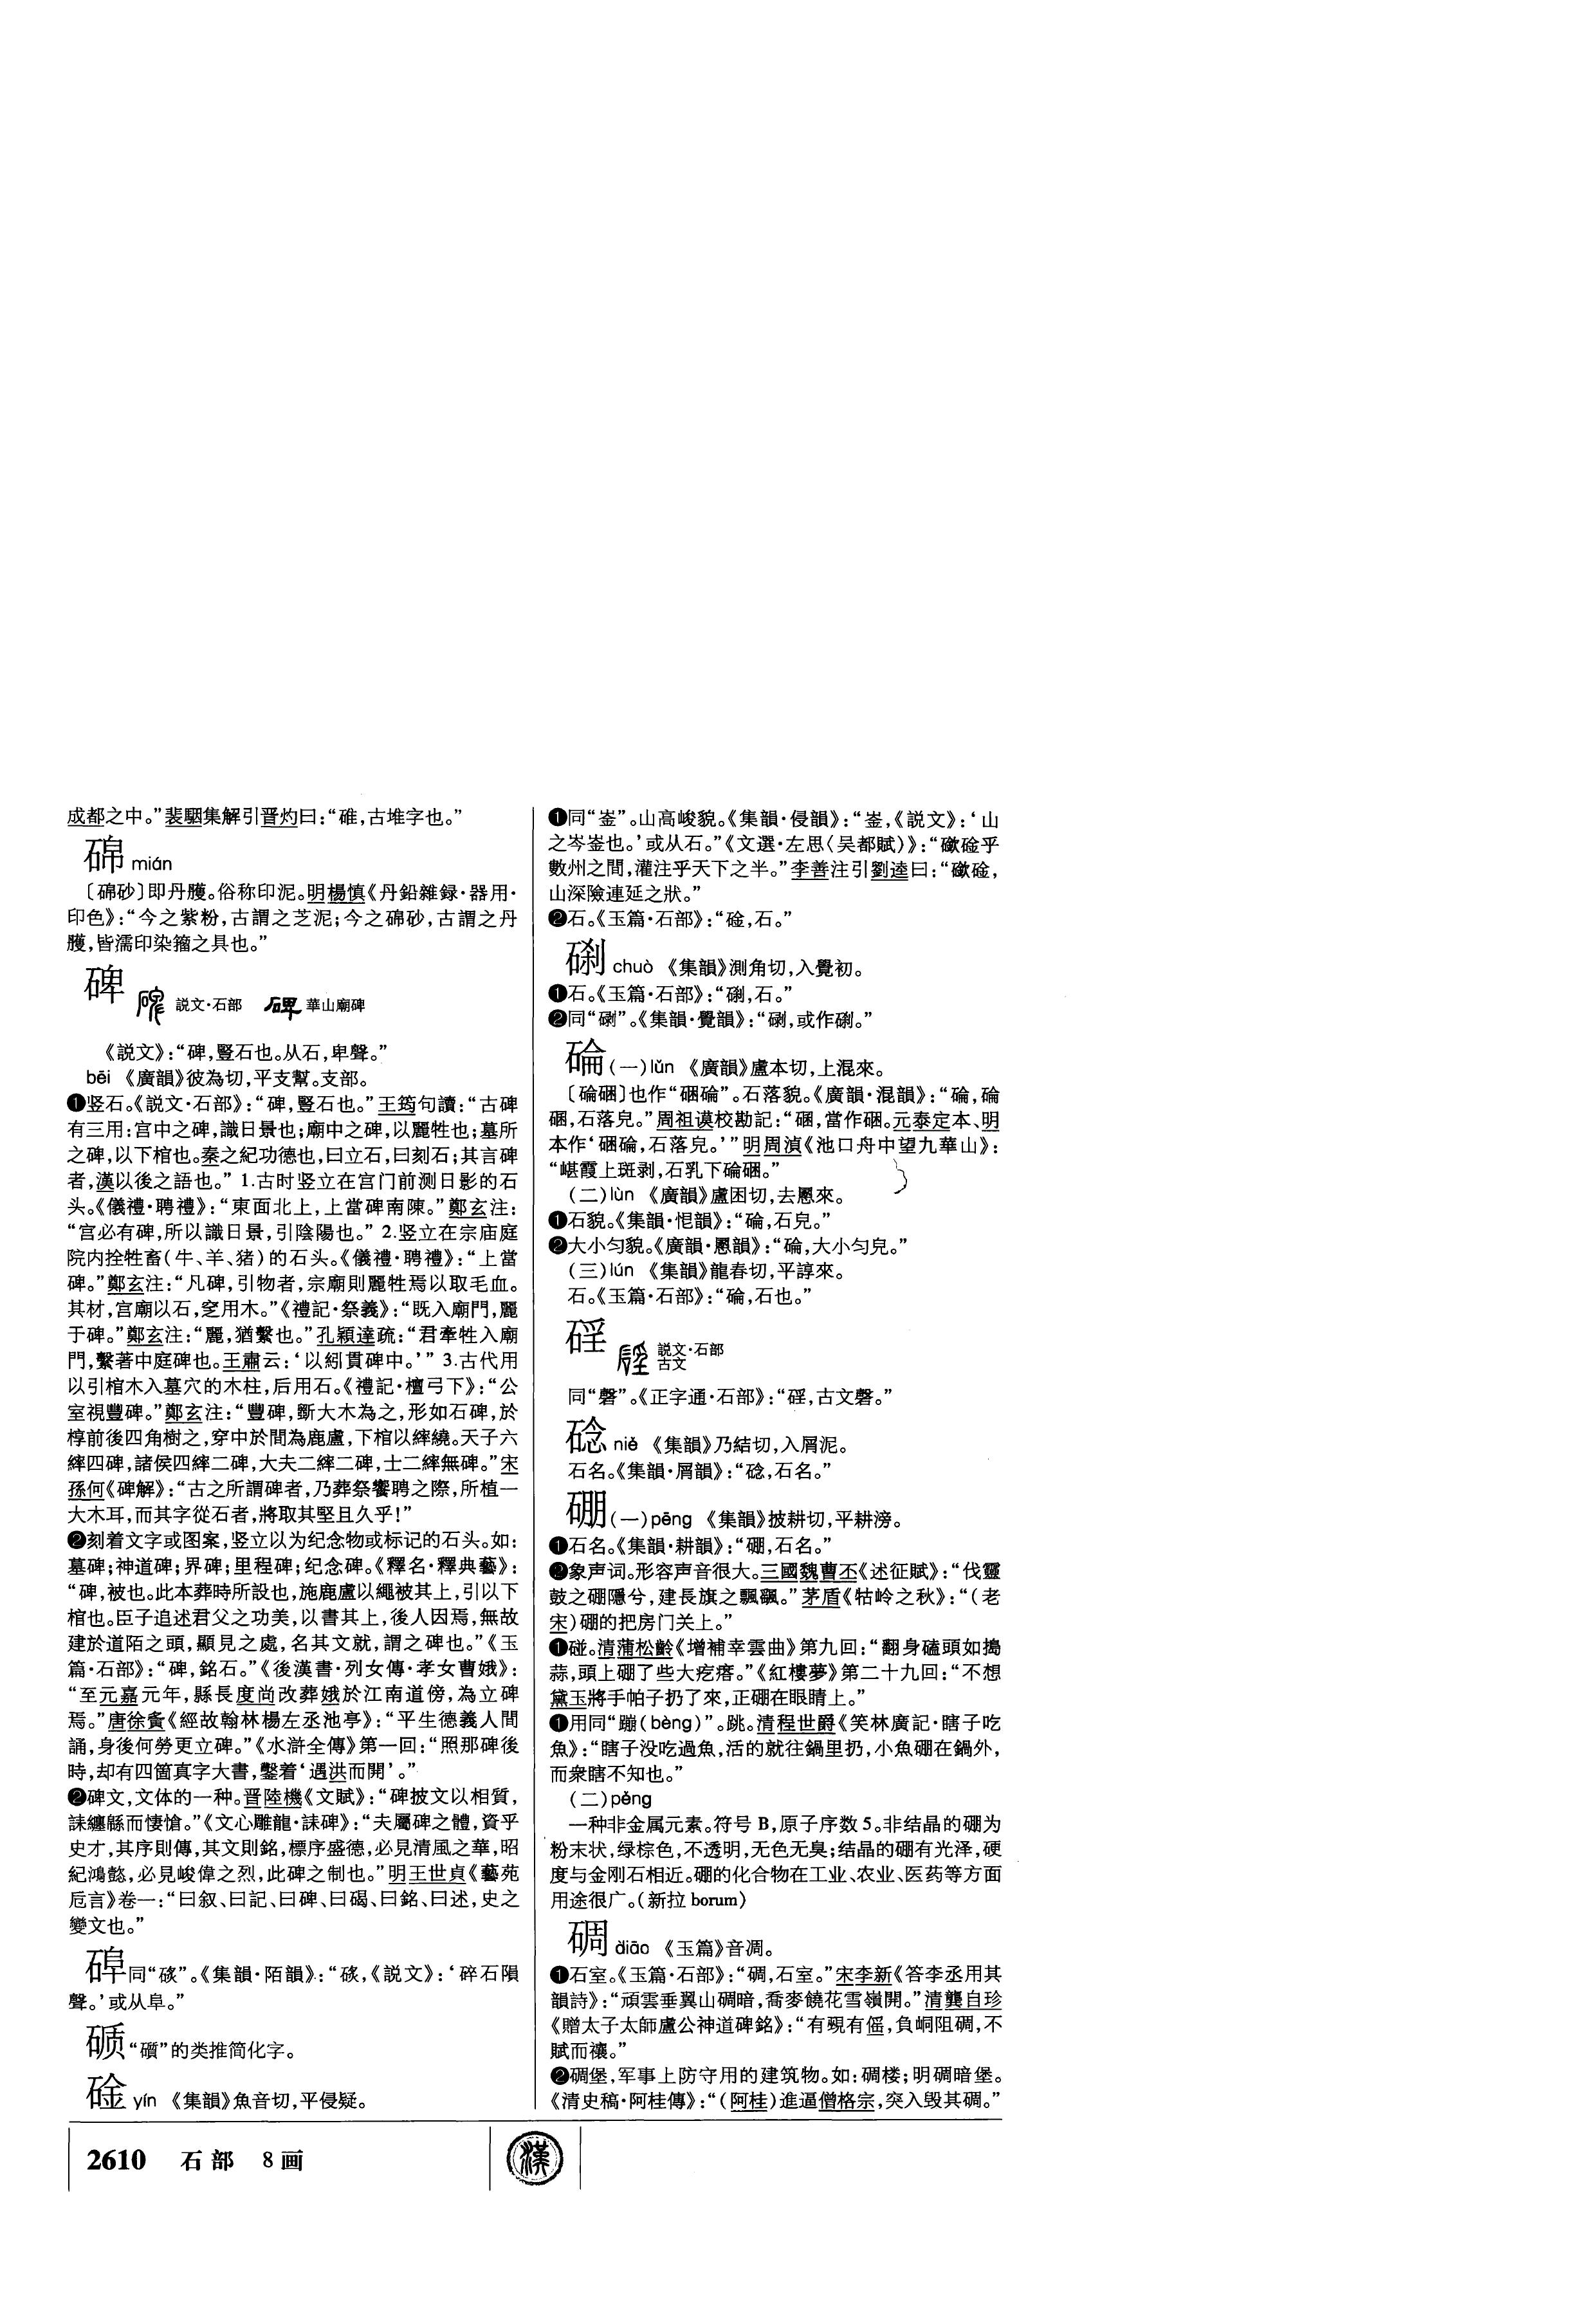 成都之中。”裴駰集解引晋灼曰：“碓，古堆字也。”
碲 mián
〔碲砂〕即丹雘。俗称印泥。明楊慎《丹鉛雜録·器用·
印色》：“今之紫粉，古謂之芝泥；今之碲砂，古謂之丹
雘，皆濡印染籀之具也。”
碑 説文·石部 華山廟碑
《説文》：“碑，豎石也。从石，卑聲。”
bēi 《廣韻》彼為切，平支幫。支部。
❶竖石。《説文·石部》：“碑，豎石也。”王筠句讀：“古碑
有三用：宫中之碑，識日景也；廟中之碑，以麗牲也；墓所
之碑，以下棺也。秦之紀功德也，曰立石，曰刻石；其言碑
者，漢以後之語也。” 1.古时竖立在宫门前测日影的石
头。《儀禮·聘禮》：“東面北上，上當碑南陳。”鄭玄注：
“宫必有碑，所以識日景，引陰陽也。” 2.竖立在宗庙庭
院内拴牲畜（牛、羊、猪）的石头。《儀禮·聘禮》：“上當
碑。”鄭玄注：“凡碑，引物者，宗廟則麗牲焉以取毛血。
其材，宫廟以石，窆用木。”《禮記·祭義》：“既入廟門，麗
于碑。”鄭玄注：“麗，猶繫也。”孔穎達疏：“君牽牲入廟
門，繫著中庭碑也。王肅云：‘以紖貫碑中。’” 3.古代用
以引棺木入墓穴的木柱，后用石。《禮記·檀弓下》：“公
室視豐碑。”鄭玄注：“豐碑，斲大木為之，形如石碑，於
椁前後四角樹之，穿中於間為鹿盧，下棺以繂繞。天子六
繂四碑，諸侯四繂二碑，大夫二繂二碑，士二繂無碑。”宋
孫何《碑解》：“古之所謂碑者，乃葬祭饗聘之際，所植一
大木耳，而其字從石者，將取其堅且久乎！”
❷刻着文字或图案，竖立以为纪念物或标记的石头。如：
墓碑；神道碑；界碑；里程碑；纪念碑。《釋名·釋典藝》：
“碑，被也。此本葬時所設也，施鹿盧以繩被其上，引以下
棺也。臣子追述君父之功美，以書其上，後人因焉，無故
建於道陌之頭，顯見之處，名其文就，謂之碑也。”《玉
篇·石部》：“碑，銘石。”《後漢書·列女傳·孝女曹娥》：
“至元嘉元年，縣長度尚改葬娥於江南道傍，為立碑
焉。”唐徐夤《經故翰林楊左丞池亭》：“平生德義人間
誦，身後何勞更立碑。”《水滸全傳》第一回：“照那碑後
時，却有四箇真字大書，鑿着‘遇洪而開’。”
❷碑文，文体的一种。晋陸機《文賦》：“碑披文以相質，
誄纏緜而悽愴。”《文心雕龍·誄碑》：“夫屬碑之體，資乎
史才，其序則傳，其文則銘，標序盛德，必見清風之華，昭
紀鴻懿，必見峻偉之烈，此碑之制也。”明王世貞《藝苑
巵言》卷一：“曰叙、曰記、曰碑、曰碣、曰銘、曰述，史之
變文也。”
同“硋”。《集韻·陌韻》：“硋，《説文》：‘碎石隕
聲。’或从阜。”
“礩”的类推简化字。
碒 yín 《集韻》魚音切，平侵疑。
❶同“崟”。山高峻貌。《集韻·侵韻》：“崟，《説文》：‘山
之岑崟也。’或从石。”《文選·左思〈吴都賦〉》：“礉碒乎
數州之間，灌注乎天下之半。”李善注引劉逵曰：“礉碒，
山深險連延之狀。”
❷石。《玉篇·石部》：“碒，石。”
chuò 《集韻》測角切，入覺初。
❶石。《玉篇·石部》：“，石。”
❷同“”。《集韻·覺韻》：“，或作。”
碖（一）lǔn 《廣韻》盧本切，上混來。
〔碖硱〕也作“硱碖”。石落貌。《廣韻·混韻》：“碖，碖
硱，石落皃。”周祖谟校勘記：“硱，當作硱。元泰定本、明
本作‘硱碖，石落皃。’”明周湞《池口舟中望九華山》：
“嵁霞上斑剥，石乳下碖硱。”
（二）lùn 《廣韻》盧困切，去慁來。
❶石貌。《集韻·恨韻》：“碖，石皃。”
❷大小匀貌。《廣韻·慁韻》：“碖，大小匀皃。”
（三）lún 《集韻》龍春切，平諄來。
石。《玉篇·石部》：“碖，石也。”
説文·石部
古文
同“磬”。《正字通·石部》：“，古文磬。”
niè 《集韻》乃結切，入屑泥。
石名。《集韻·屑韻》：“，石名。”
硼（一）pēng 《集韻》披耕切，平耕滂。
❶石名。《集韻·耕韻》：“硼，石名。”
❷象声词。形容声音很大。三國魏曹丕《述征賦》：“伐靈
鼓之硼隱兮，建長旗之飄飖。”茅盾《牯岭之秋》：“（老
宋）硼的把房门关上。”
❶碰。清蒲松齡《增補幸雲曲》第九回：“翻身磕頭如搗
蒜，頭上硼了些大疙瘩。”《紅樓夢》第二十九回：“不想
黛玉將手帕子扔了來，正硼在眼睛上。”
❶用同“蹦（bèng）”。跳。清程世爵《笑林廣記·瞎子吃
魚》：“瞎子没吃過魚，活的就往鍋里扔，小魚硼在鍋外，
而衆瞎不知也。”
（二）pěng
一种非金属元素。符号 B，原子序数 5。非结晶的硼为
粉末状，绿棕色，不透明，无色无臭；结晶的硼有光泽，硬
度与金刚石相近。硼的化合物在工业、农业、医药等方面
用途很广。（新拉 borum）
碉 diāo 《玉篇》音凋。
❶石室。《玉篇·石部》：“碉，石室。”宋李新《答李丞用其
韻詩》：“頑雲垂翼山碉暗，喬麥饒花雪嶺開。”清龔自珍
《贈太子太師盧公神道碑銘》：“有覡有傜，負峒阻碉，不
賦而禳。”
❷碉堡，军事上防守用的建筑物。如：碉楼；明碉暗堡。
《清史稿·阿桂傳》：“（阿桂）進逼僧格宗，突入毁其碉。”
2610 石部 8画
漢